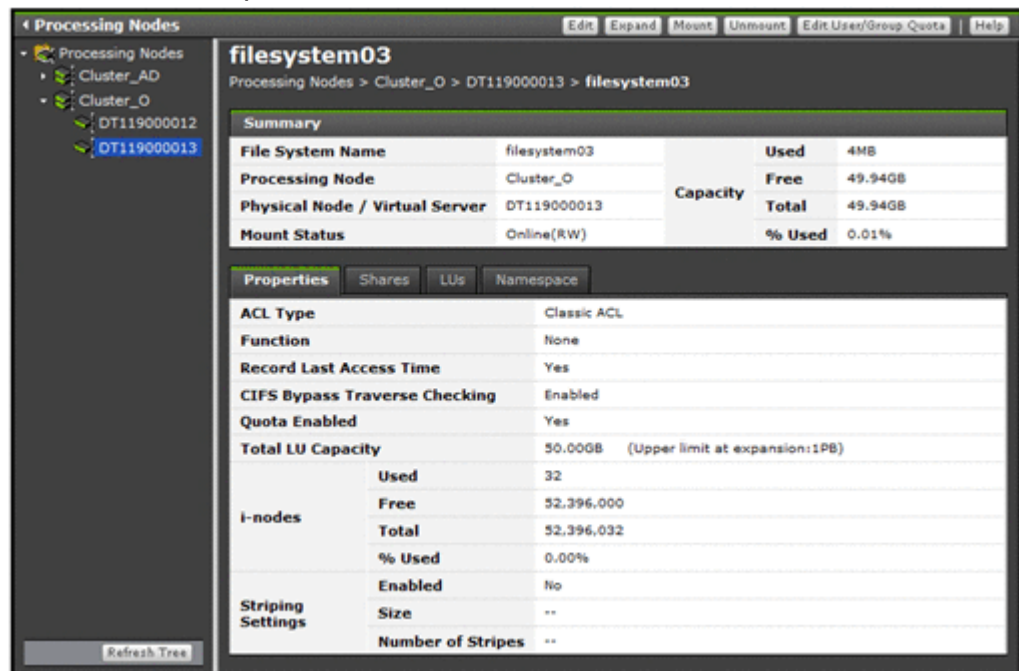 Processing Nodes
Edit Expand Mount Unmount Edit User/Group Quota | Help
Processing Nodes
Cluster_AD
Cluster_O
DT119000012
DT119000013
Refresh Tree
filesystem03
Processing Nodes > Cluster_O > DT119000013 > filesystem03
Summary
File System Name filesystem03
Processing Node Cluster_O
Physical Node / Virtual Server DT119000013
Mount Status Online(RW)
Capacity
Used 4MB
Free 49.94GB
Total 49.94GB
% Used 0.01%
Properties Shares LUs Namespace
ACL Type Classic ACL
Function None
Record Last Access Time Yes
CIFS Bypass Traverse Checking Enabled
Quota Enabled Yes
Total LU Capacity 50.00GB (Upper limit at expansion:1PB)
i-nodes
Used 32
Free 52,396,000
Total 52,396,032
% Used 0.00%
Striping
Settings
Enabled No
Size --
Number of Stripes --